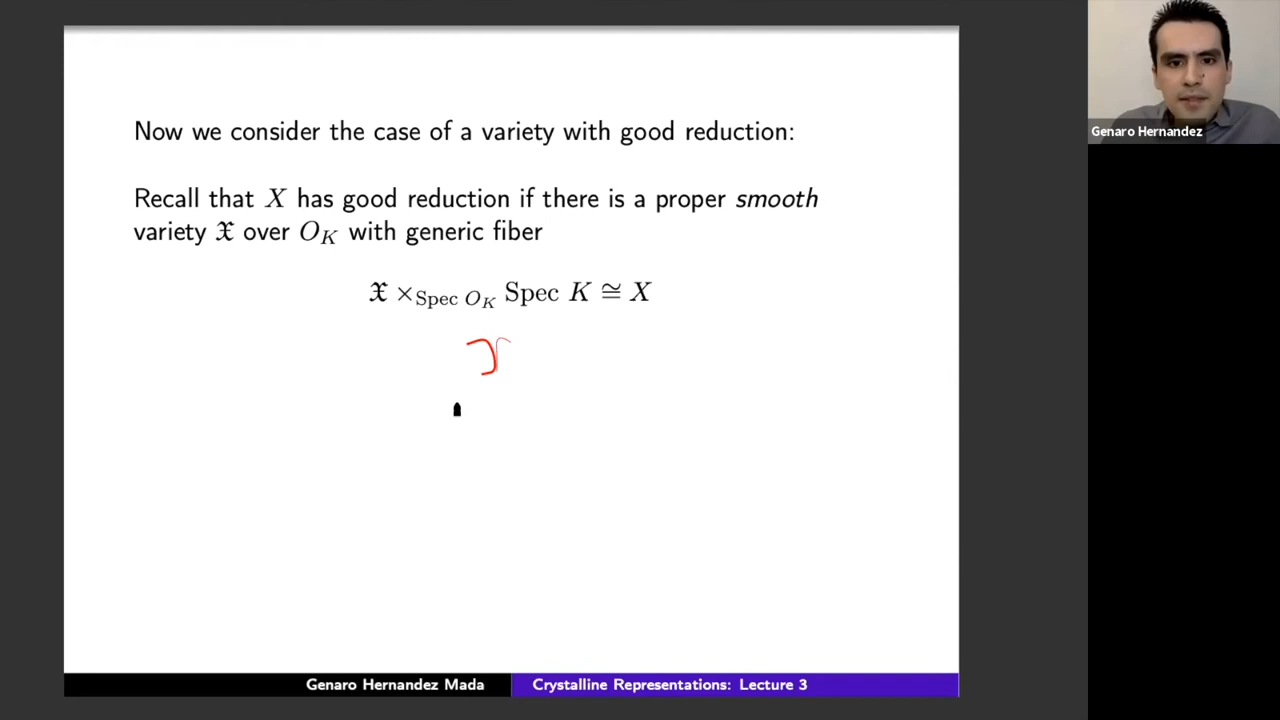 Now we consider the case of a variety with good reduction:
Recall that X has good reduction if there is a proper smooth
variety 𝔛 over O_K with generic fiber
𝔛 ×_{Spec O_K} Spec K ≅ X
Genaro Hernandez Mada
Crystalline Representations: Lecture 3
Genaro Hernandez